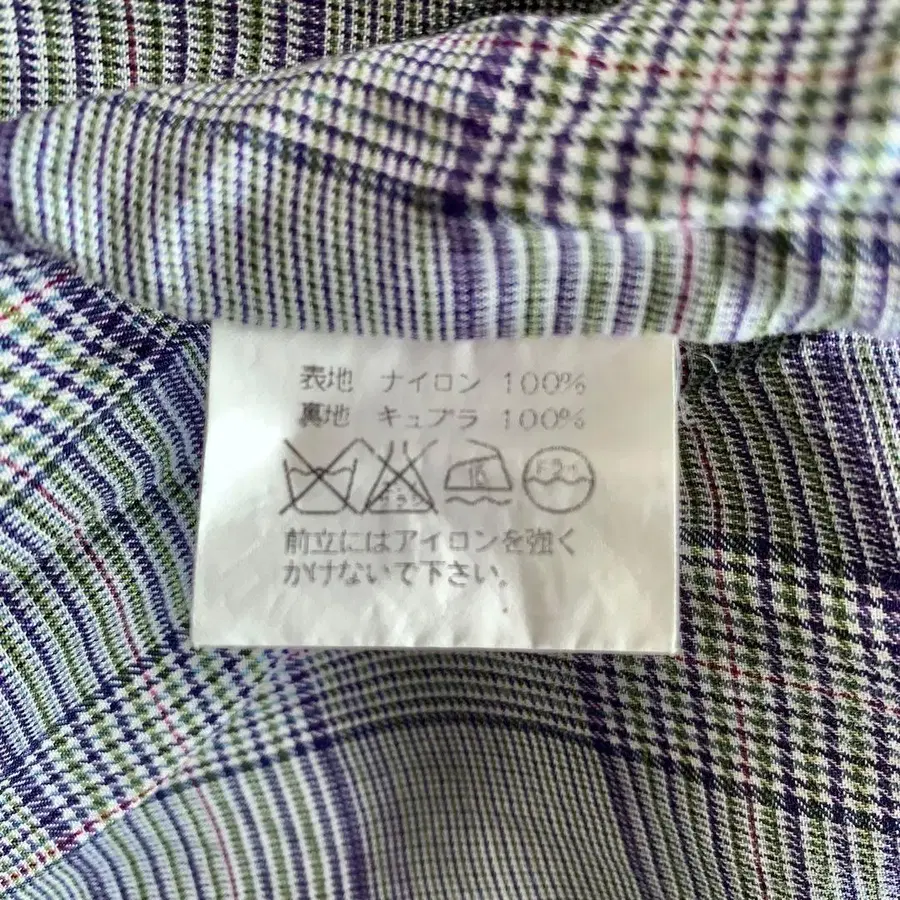 表地 ナイロン 100%
裏地 キュプラ 100%
前立にはアイロンを強く
かけないで下さい。